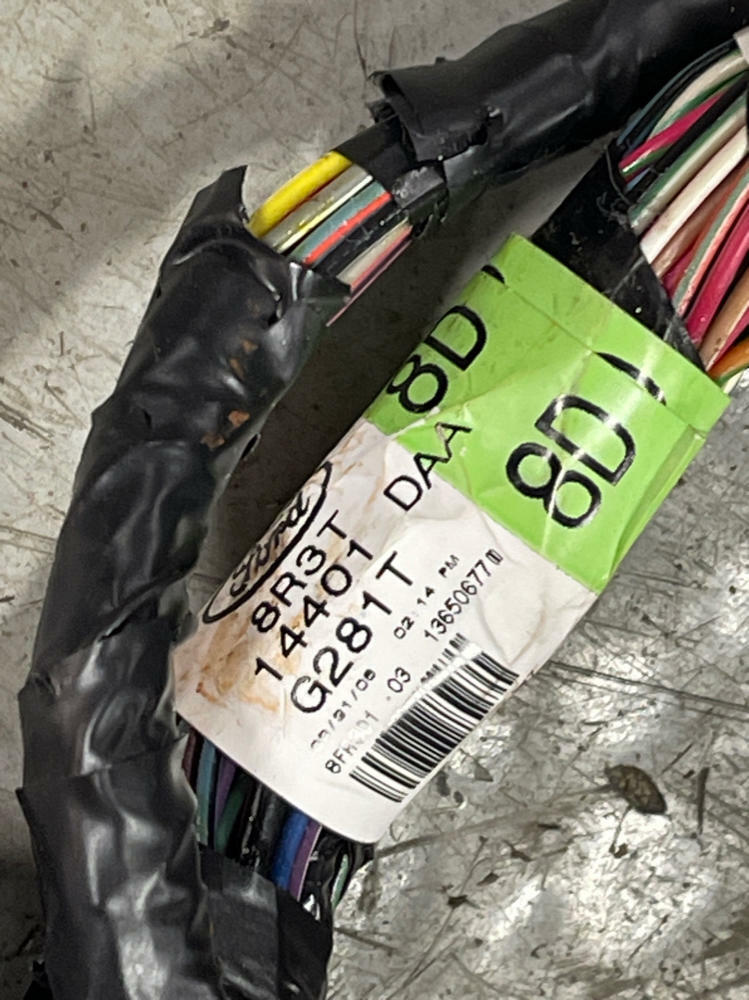 8D
8D
Ford
8R3T
14401 DAA
G281T
02:14 PM
03 13650677